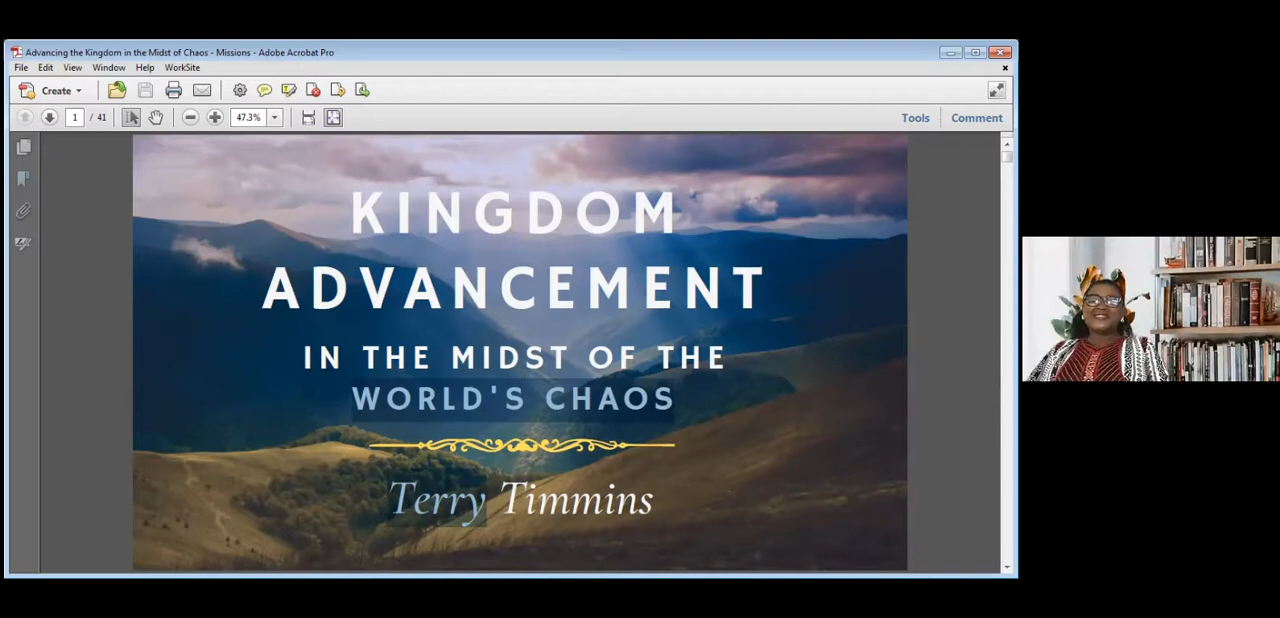 Advancing the Kingdom in the Midst of Chaos - Missions - Adobe Acrobat Pro
File Edit View Window Help WorkSite
Create
1 / 41 47.3% Tools Comment
KINGDOM
ADVANCEMENT
IN THE MIDST OF THE
WORLD'S CHAOS
Terry Timmins